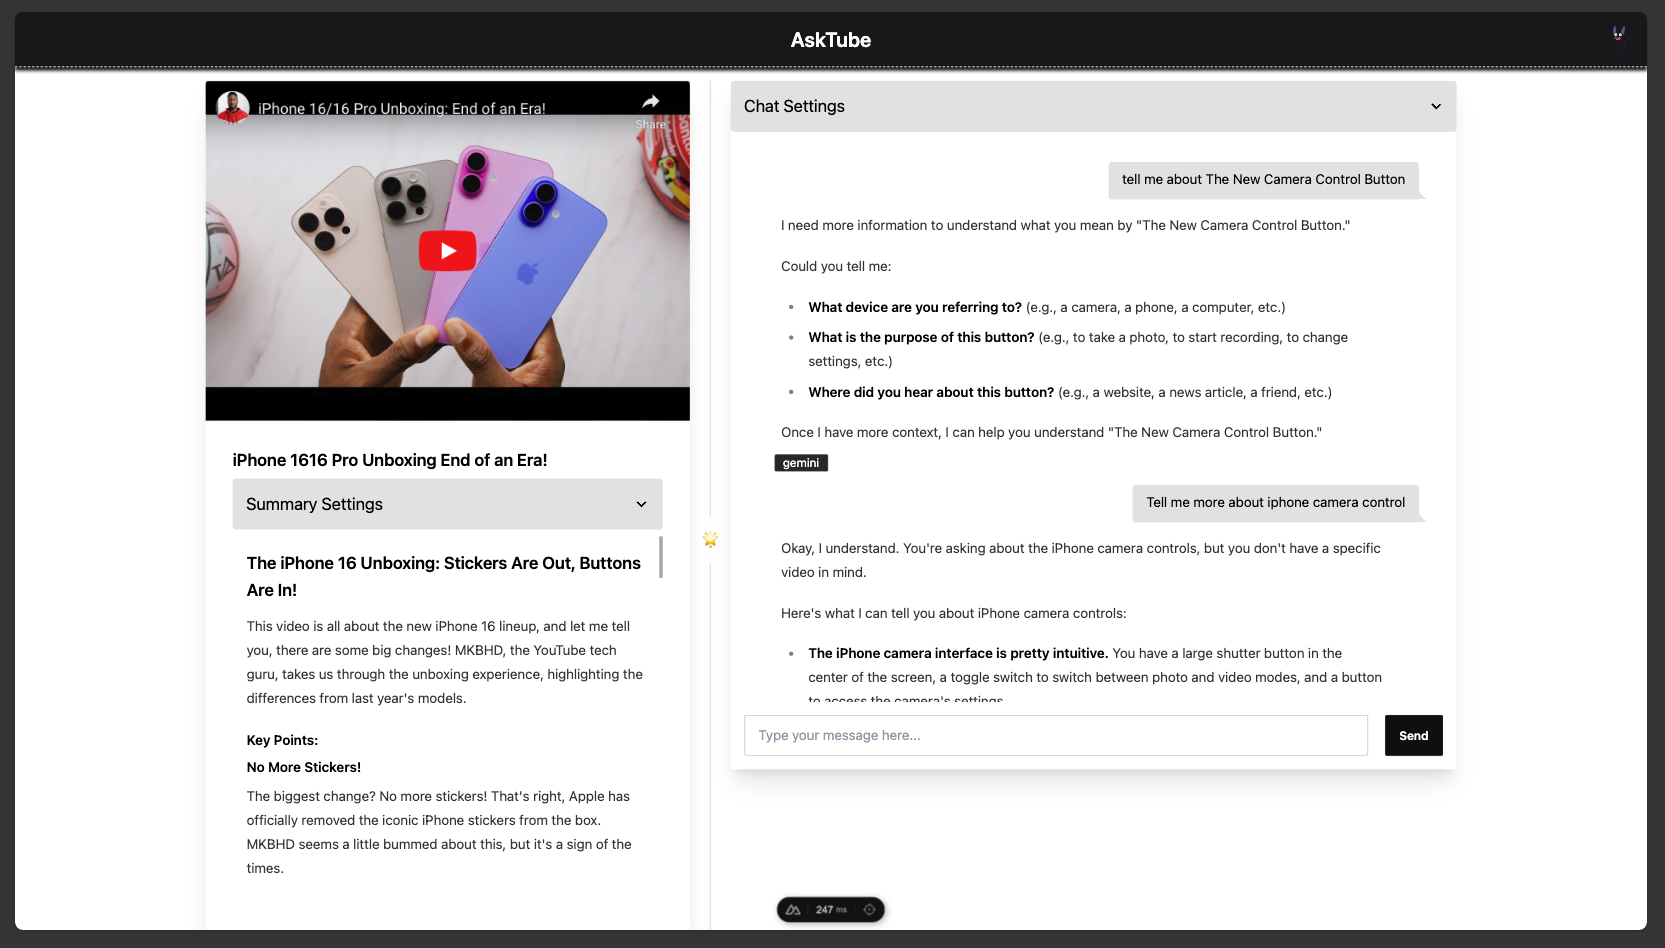 AskTube
iPhone 16/16 Pro Unboxing: End of an Era!
Share
iPhone 1616 Pro Unboxing End of an Era!
Summary Settings
The iPhone 16 Unboxing: Stickers Are Out, Buttons
Are In!
This video is all about the new iPhone 16 lineup, and let me tell
you, there are some big changes! MKBHD, the YouTube tech
guru, takes us through the unboxing experience, highlighting the
differences from last year's models.
Key Points:
No More Stickers!
The biggest change? No more stickers! That's right, Apple has
officially removed the iconic iPhone stickers from the box.
MKBHD seems a little bummed about this, but it's a sign of the
times.
Chat Settings
tell me about The New Camera Control Button
I need more information to understand what you mean by "The New Camera Control Button."
Could you tell me:
• What device are you referring to? (e.g., a camera, a phone, a computer, etc.)
• What is the purpose of this button? (e.g., to take a photo, to start recording, to change
settings, etc.)
• Where did you hear about this button? (e.g., a website, a news article, a friend, etc.)
Once I have more context, I can help you understand "The New Camera Control Button."
gemini
Tell me more about iphone camera control
Okay, I understand. You're asking about the iPhone camera controls, but you don't have a specific
video in mind.
Here's what I can tell you about iPhone camera controls:
• The iPhone camera interface is pretty intuitive. You have a large shutter button in the
center of the screen, a toggle switch to switch between photo and video modes, and a button
to access the camera's settings
Type your message here...
Send
247 ms